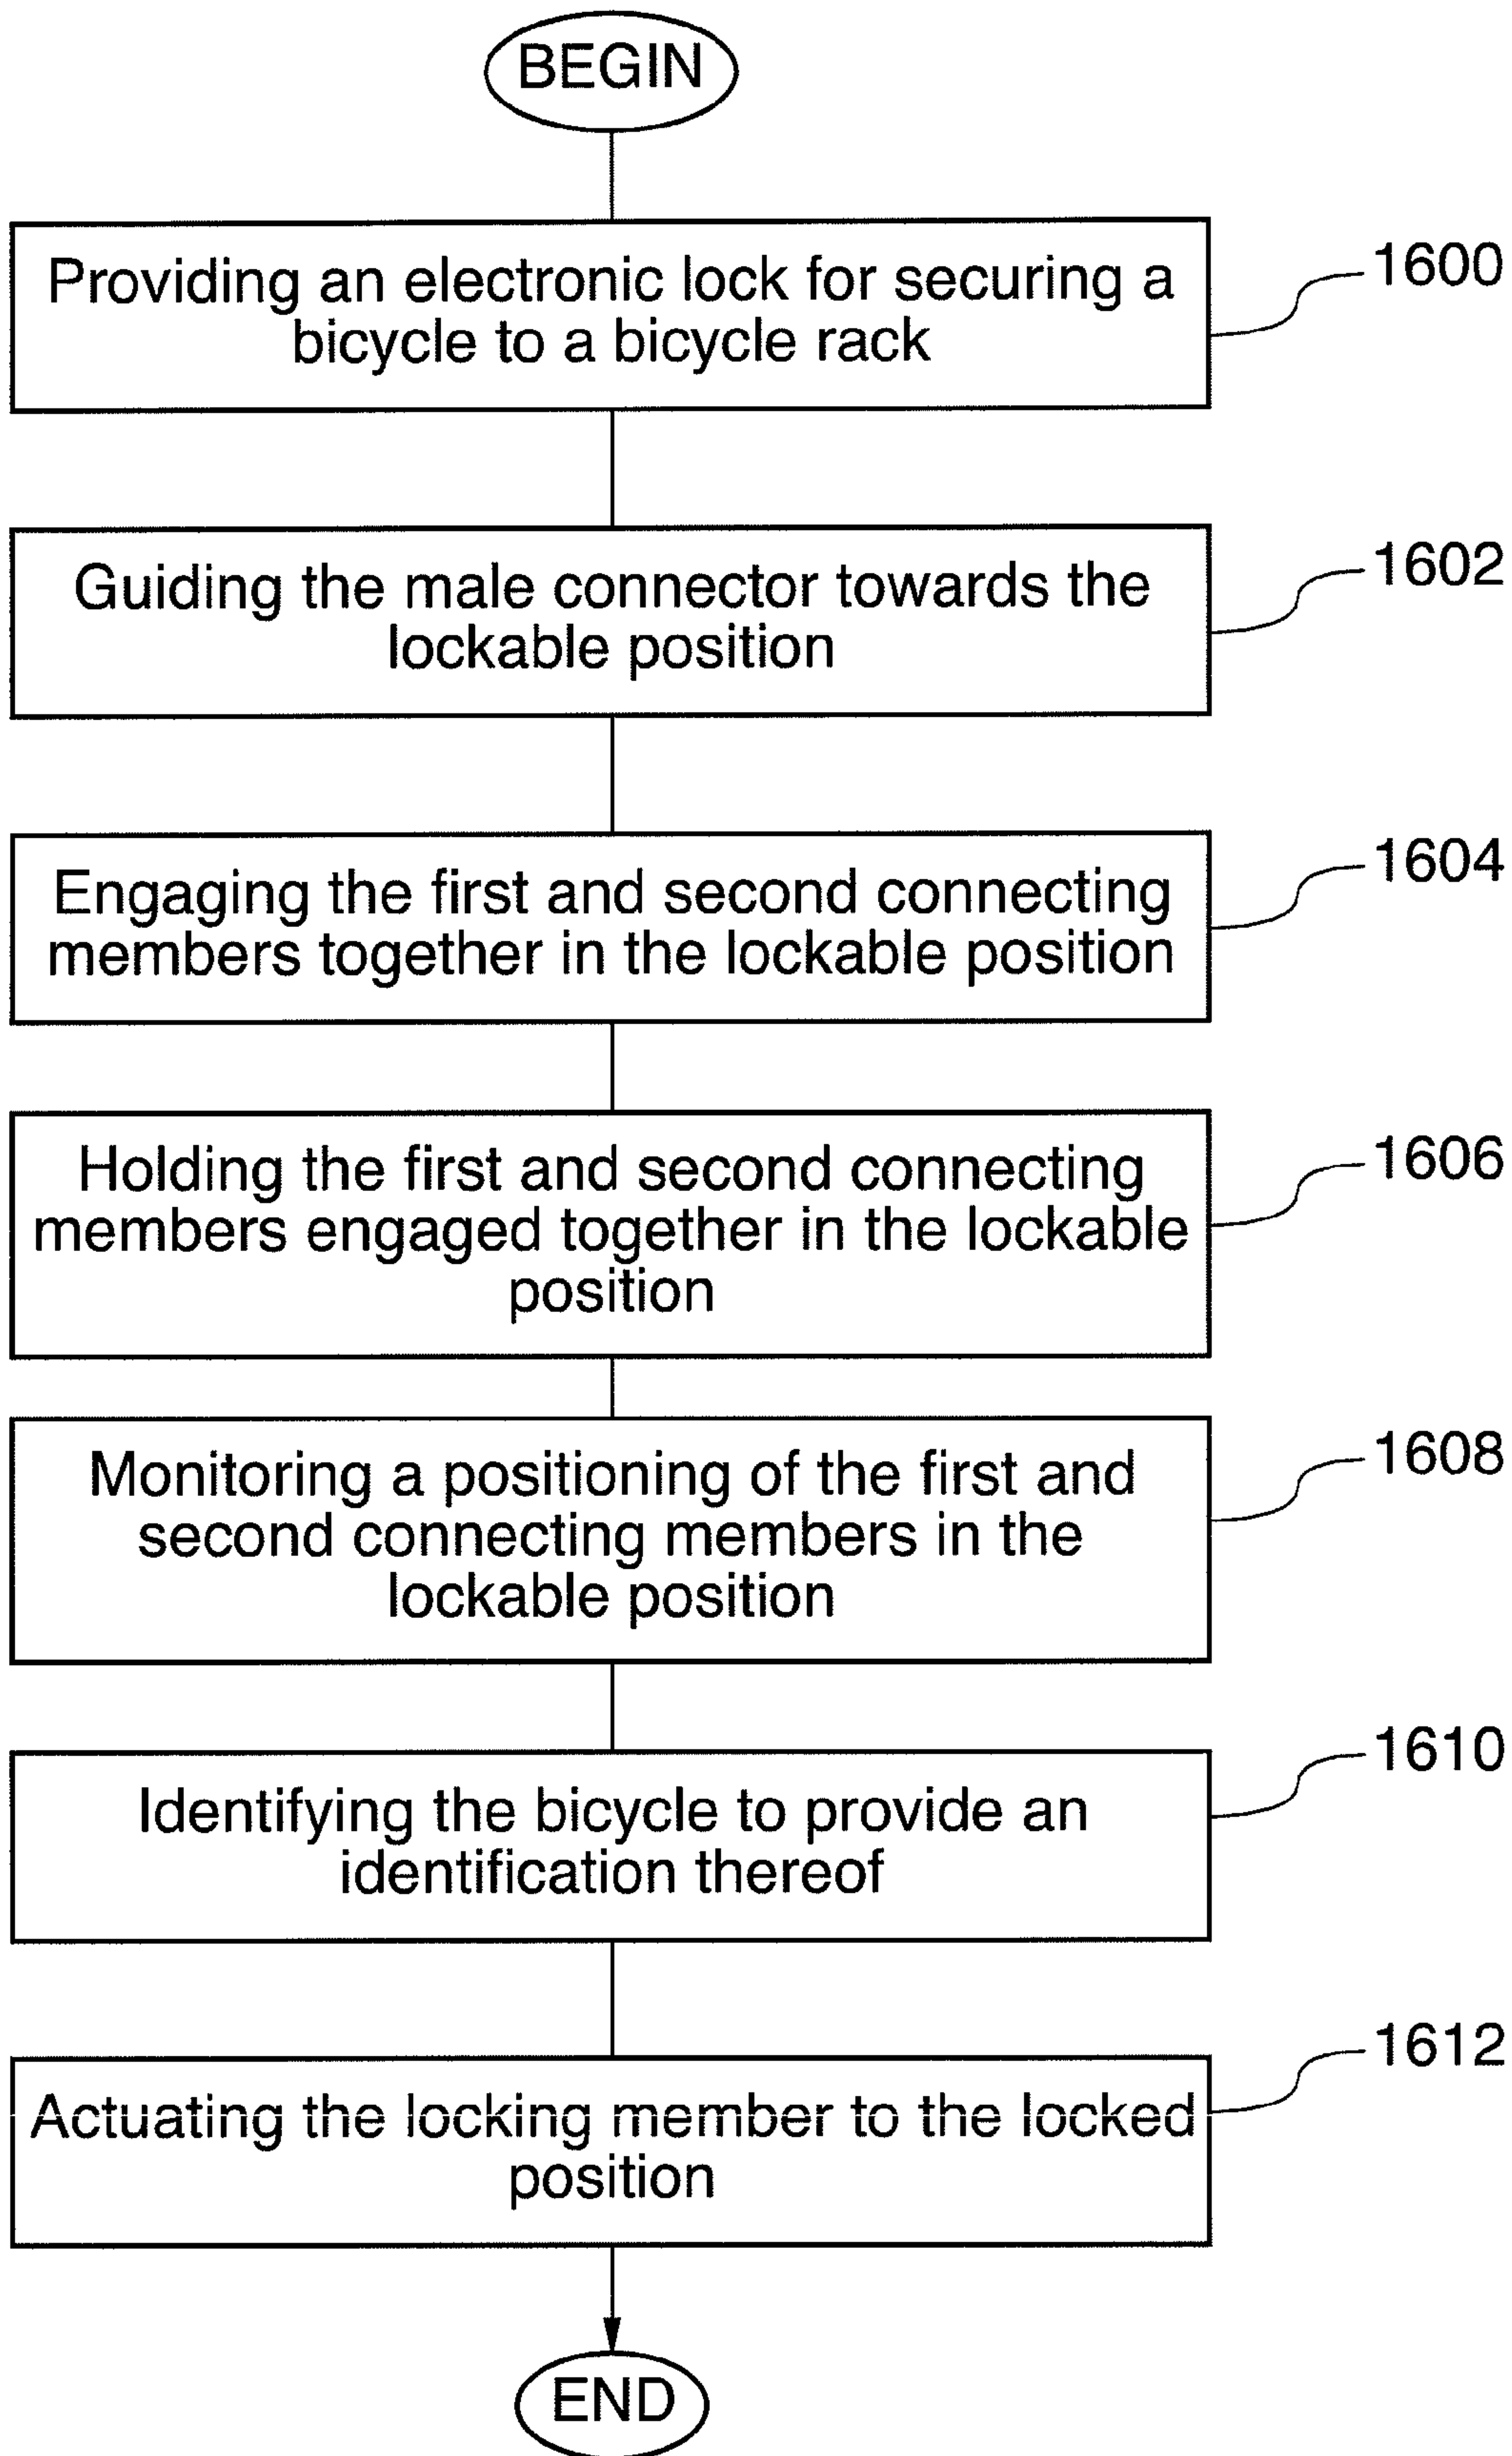 BEGIN
Providing an electronic lock for securing a
bicycle to a bicycle rack
1600
Guiding the male connector towards the
lockable position
1602
Engaging the first and second connecting
members together in the lockable position
1604
Holding the first and second connecting
members engaged together in the lockable
position
1606
Monitoring a positioning of the first and
second connecting members in the
lockable position
1608
Identifying the bicycle to provide an
identification thereof
1610
Actuating the locking member to the locked
position
1612
END